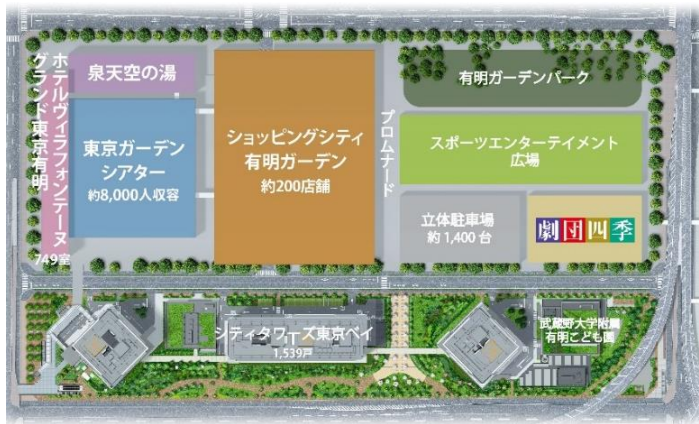 ホテルヴィラフォンテーヌ
グランド東京有明
749室
泉天空の湯
東京ガーデン
シアター
約8,000人収容
ショッピングシティ
有明ガーデン
約200店舗
プロムナード
有明ガーデンパーク
スポーツエンターテイメント
広場
立体駐車場
約 1,400 台
劇団四季
シティタワーズ東京ベイ
1,539戸
武蔵野大学附属
有明こども園